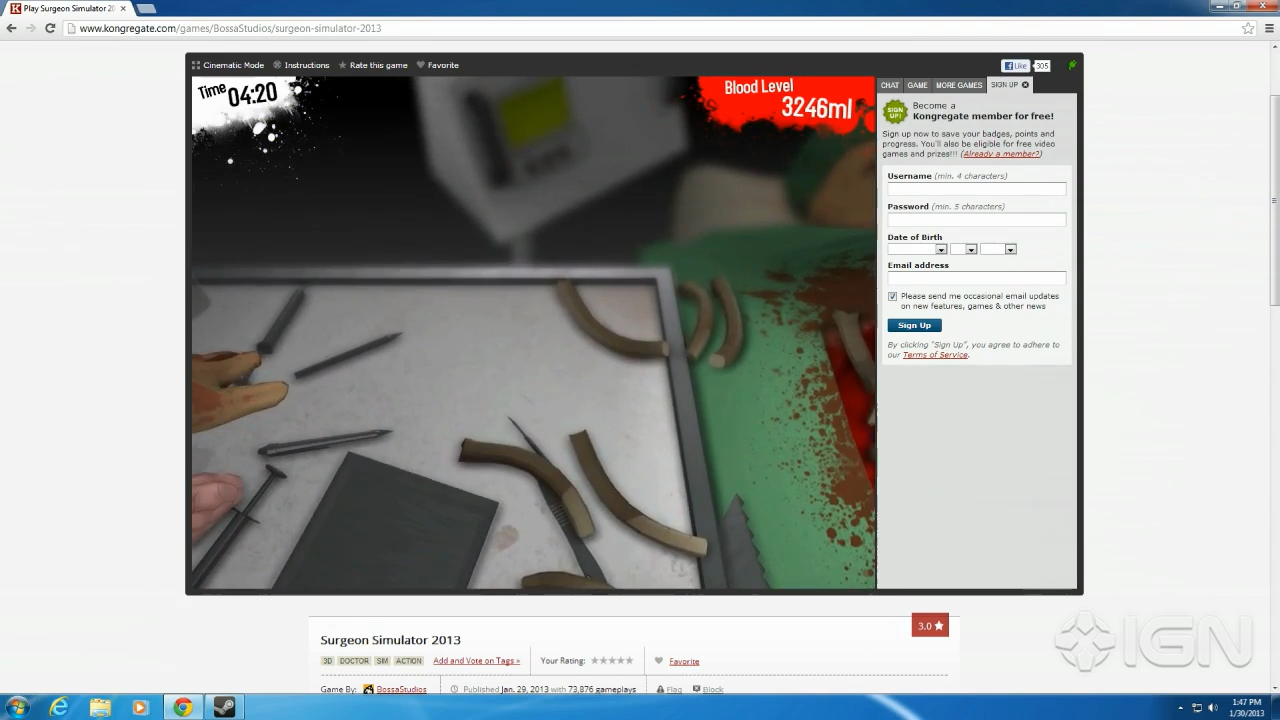 Play Surgeon Simulator 20
www.kongregate.com/games/BossaStudios/surgeon-simulator-2013
Cinematic Mode Instructions Rate this game Favorite
Like 305
Time 04:20
Blood Level
3246ml
CHAT GAME MORE GAMES SIGN UP
SIGN UP!
Become a
Kongregate member for free!
Sign up now to save your badges, points and
progress. You'll also be eligible for free video
games and prizes!!! (Already a member?)
Username (min. 4 characters)
Password (min. 5 characters)
Date of Birth
Email address
Please send me occasional email updates
on new features, games & other news
Sign Up
By clicking "Sign Up", you agree to adhere to
our Terms of Service.
3.0
Surgeon Simulator 2013
3D DOCTOR SIM ACTION Add and Vote on Tags » Your Rating: Favorite
Game By: BossaStudios Published Jan. 29, 2013 with 73,876 gameplays Flag Block
IGN
1:47 PM
1/30/2013